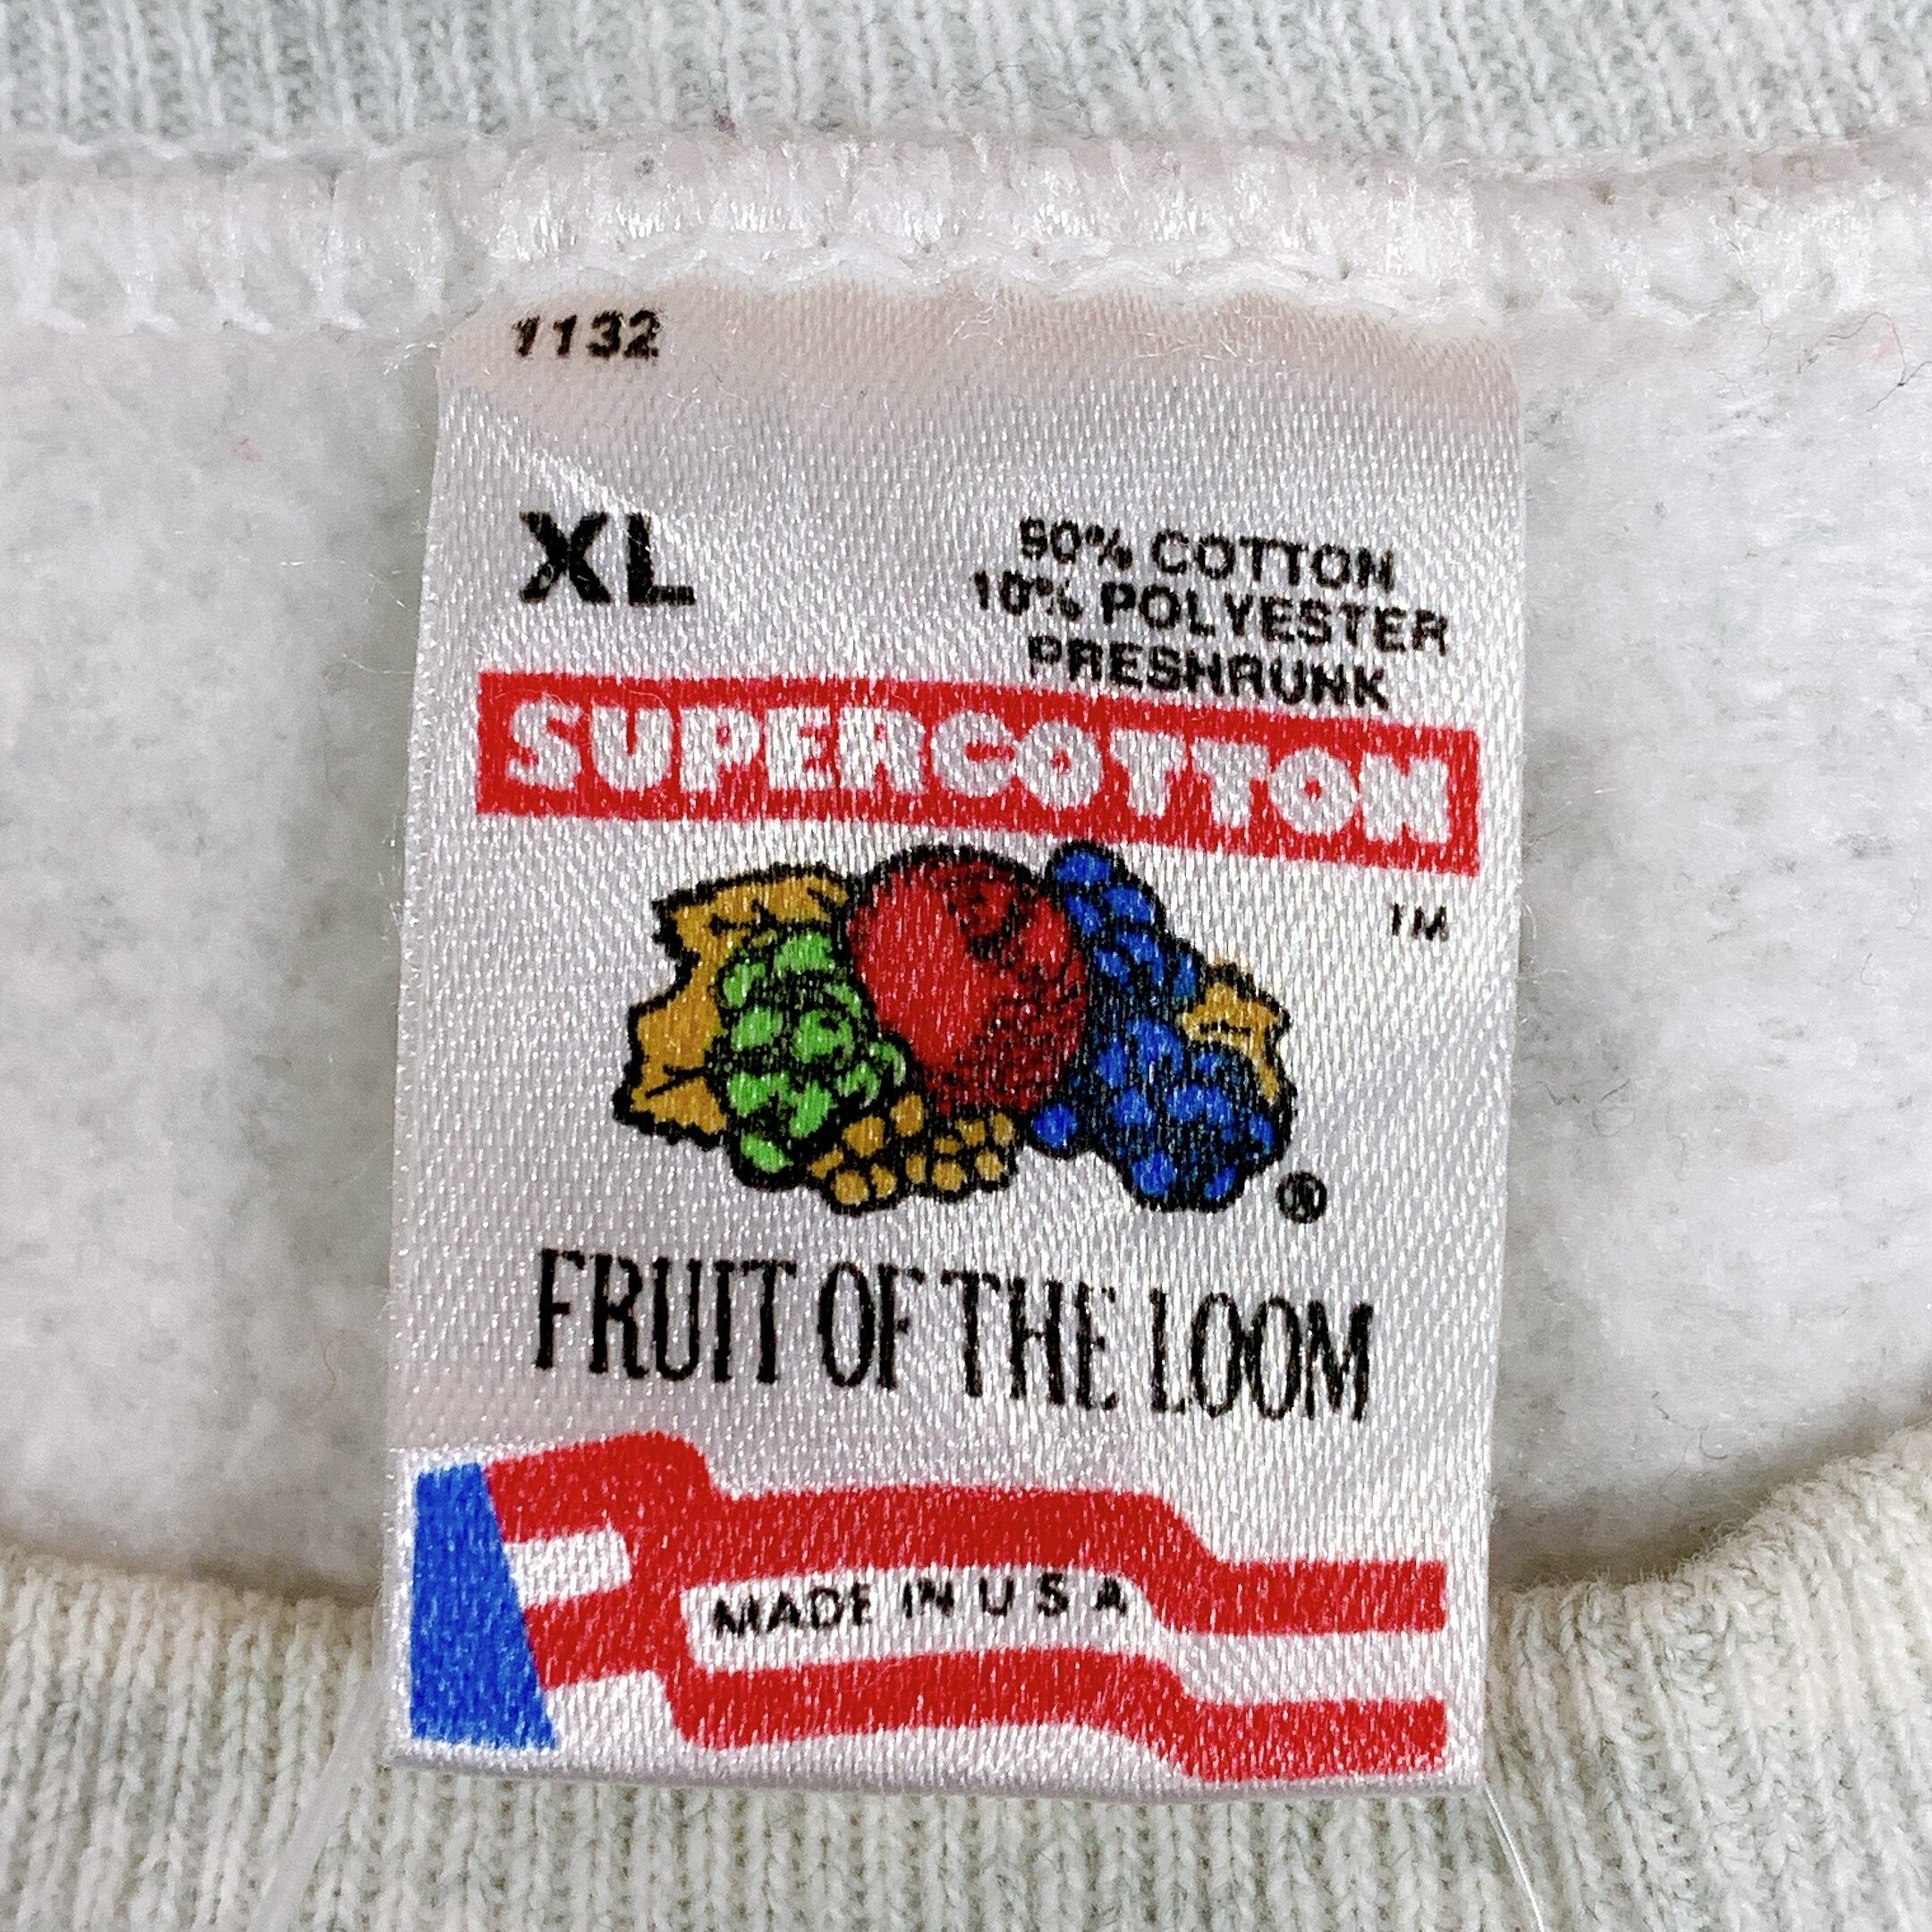 1132
XL
90% COTTON
10% POLYESTER
PRESHRUNK
SUPERCOTTON
TM
®
FRUIT OF THE LOOM
MADE IN U S A